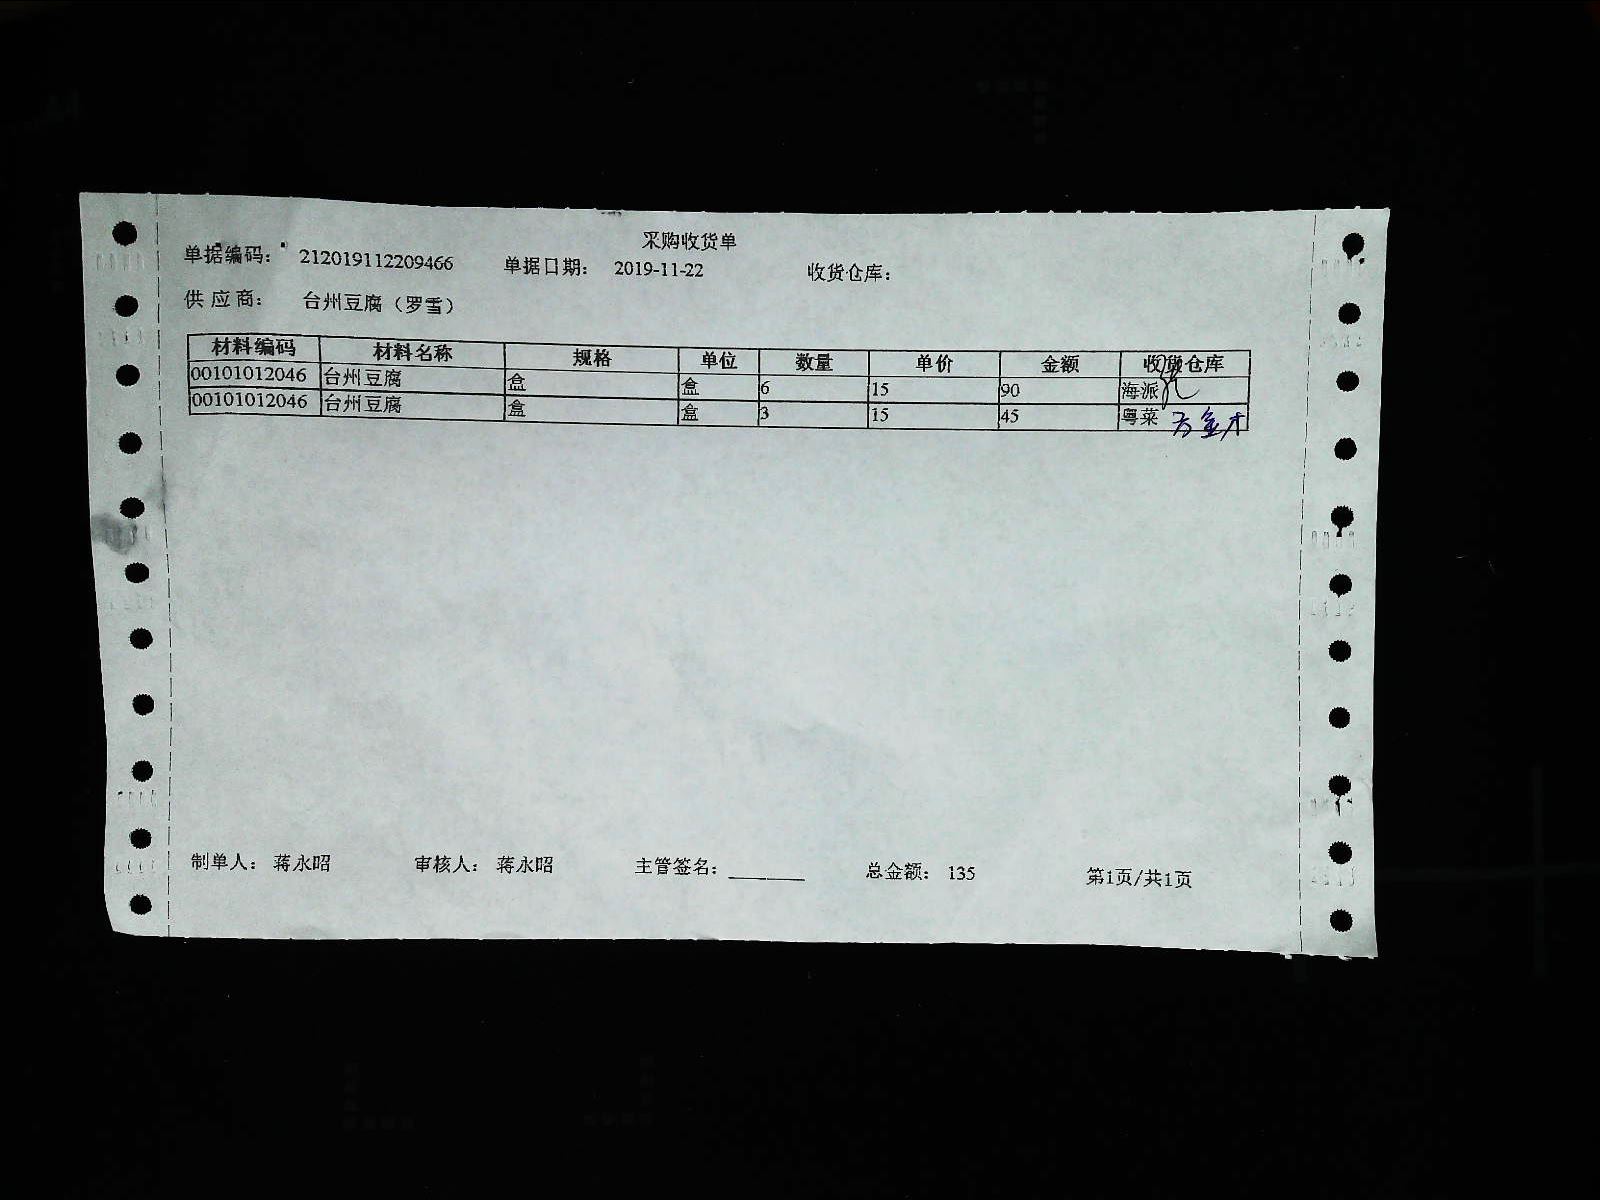 采购收货单
单据编码： 212019112209466 单据日期： 2019-11-22 收货仓库：
供 应 商： 台州豆腐（罗雪）
材料编码 材料名称 规格 单位 数量 单价 金额 收货仓库
00101012046 台州豆腐 盒 盒 6 15 90 海派
00101012046 台州豆腐 盒 盒 3 15 45 粤菜
制单人： 蒋永昭 审核人： 蒋永昭 主管签名：_______ 总金额： 135 第1页/共1页